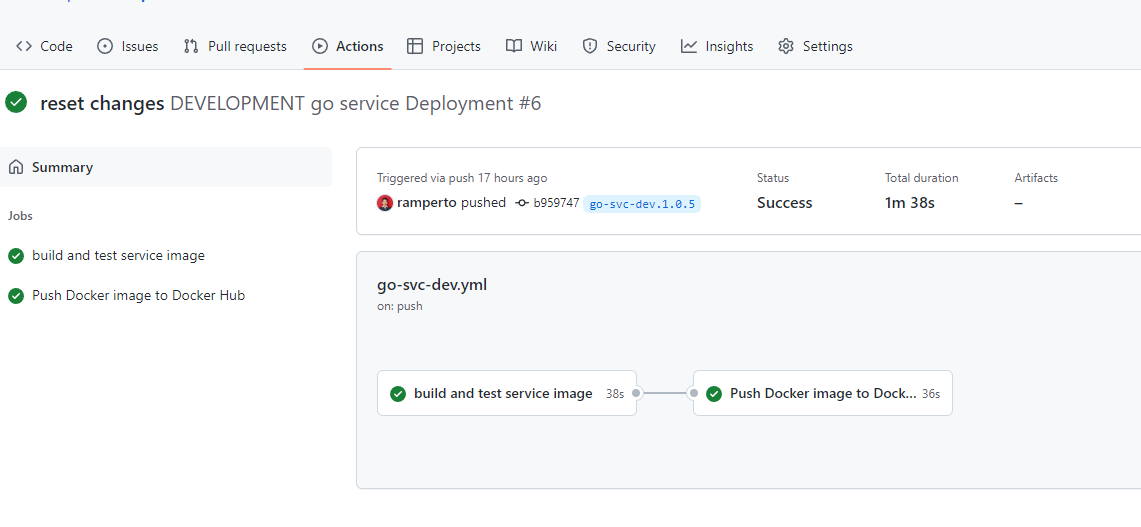 Code Issues Pull requests Actions Projects Wiki Security Insights Settings
reset changes DEVELOPMENT go service Deployment #6
Summary
Jobs
build and test service image
Push Docker image to Docker Hub
Triggered via push 17 hours ago
ramperto pushed b959747 go-svc-dev.1.0.5
Status
Success
Total duration
1m 38s
Artifacts
–
go-svc-dev.yml
on: push
build and test service image 38s
Push Docker image to Dock... 36s